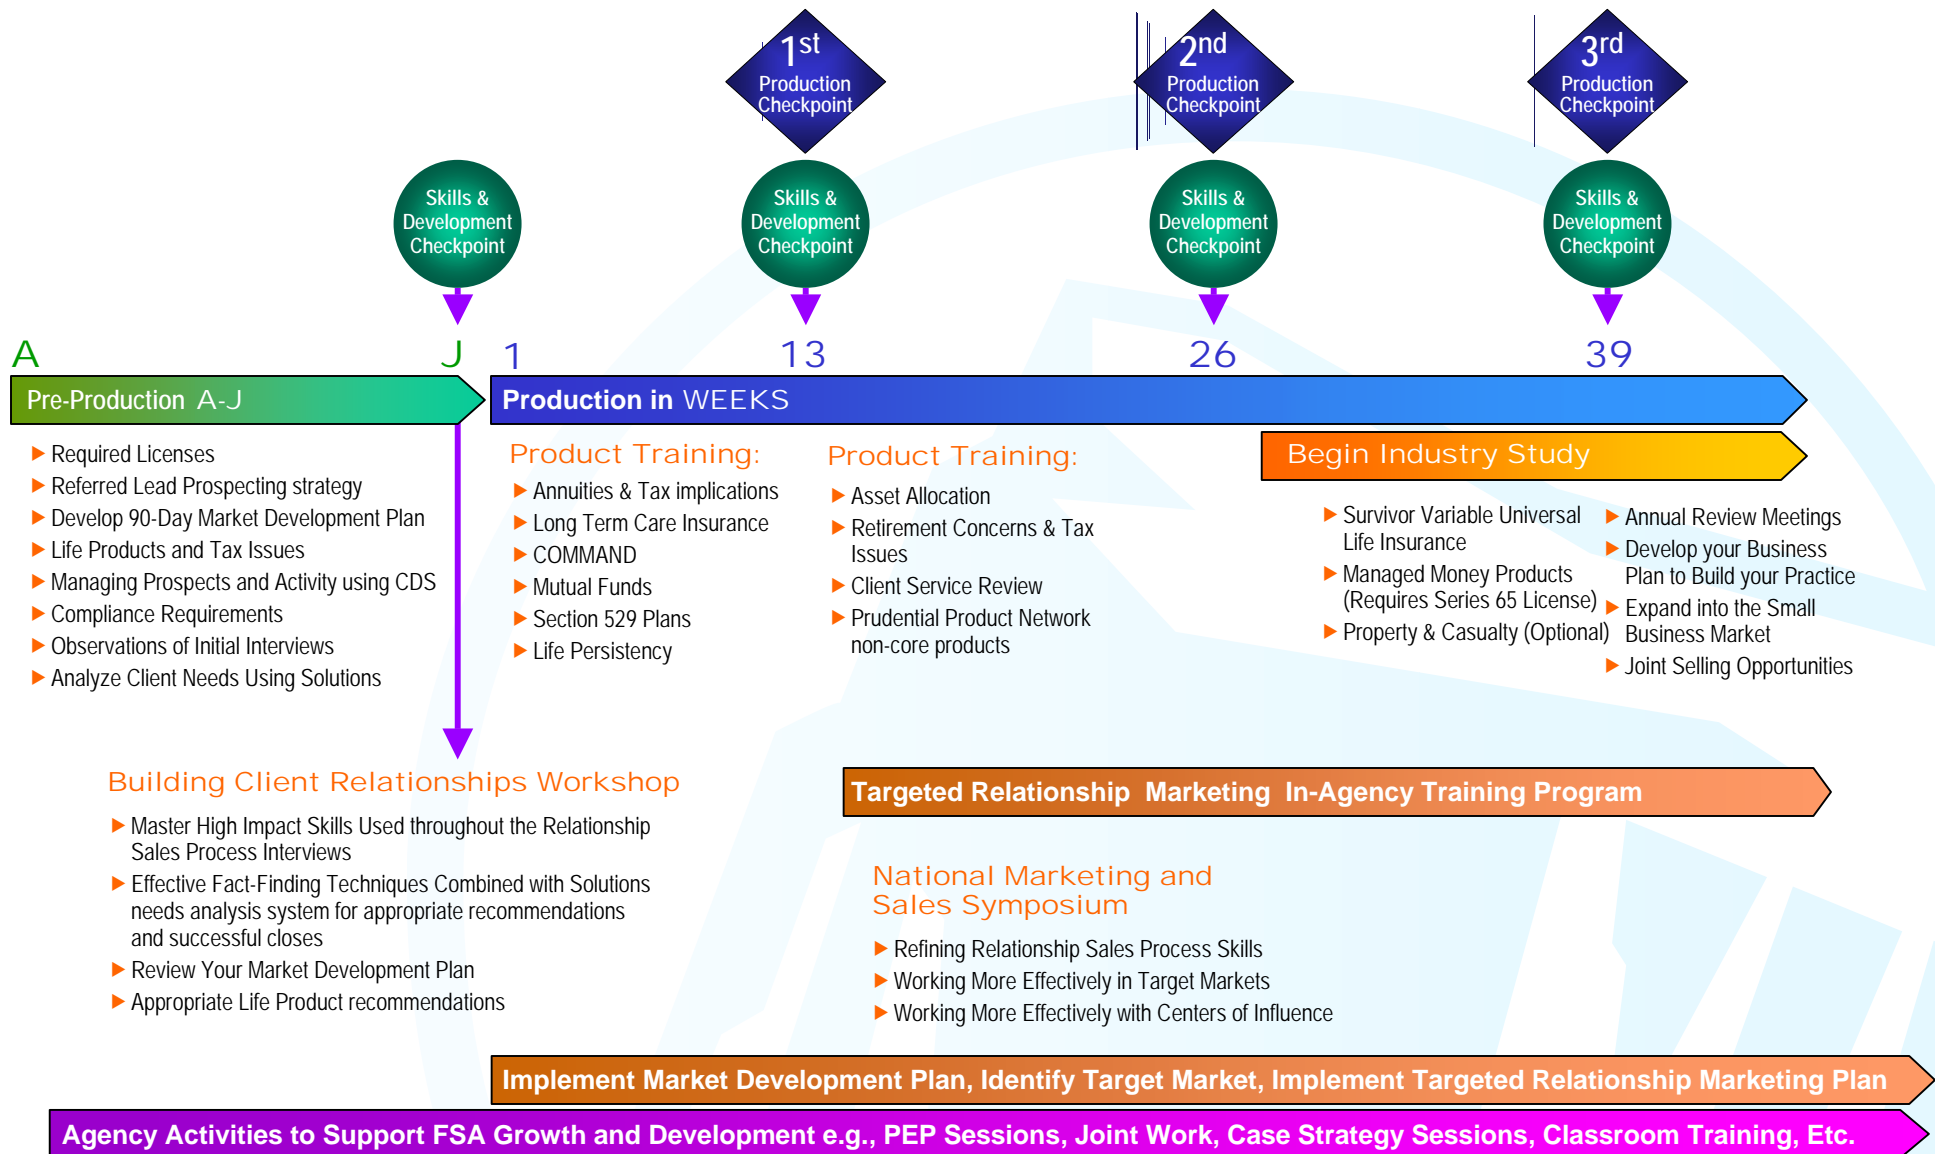 1st
Production
Checkpoint
2nd
Production
Checkpoint
3rd
Production
Checkpoint
Skills &
Development
Checkpoint
Skills &
Development
Checkpoint
Skills &
Development
Checkpoint
Skills &
Development
Checkpoint
A
J
1
13
26
39
Pre-Production A-J
Production in WEEKS
Required Licenses
Referred Lead Prospecting strategy
Develop 90-Day Market Development Plan
Life Products and Tax Issues
Managing Prospects and Activity using CDS
Compliance Requirements
Observations of Initial Interviews
Analyze Client Needs Using Solutions
Product Training:
Annuities & Tax implications
Long Term Care Insurance
COMMAND
Mutual Funds
Section 529 Plans
Life Persistency
Product Training:
Asset Allocation
Retirement Concerns & Tax
Issues
Client Service Review
Prudential Product Network
non-core products
Begin Industry Study
Survivor Variable Universal
Life Insurance
Managed Money Products
(Requires Series 65 License)
Property & Casualty (Optional)
Annual Review Meetings
Develop your Business
Plan to Build your Practice
Expand into the Small
Business Market
Joint Selling Opportunities
Building Client Relationships Workshop
Master High Impact Skills Used throughout the Relationship
Sales Process Interviews
Effective Fact-Finding Techniques Combined with Solutions
needs analysis system for appropriate recommendations
and successful closes
Review Your Market Development Plan
Appropriate Life Product recommendations
Targeted Relationship Marketing In-Agency Training Program
National Marketing and
Sales Symposium
Refining Relationship Sales Process Skills
Working More Effectively in Target Markets
Working More Effectively with Centers of Influence
Implement Market Development Plan, Identify Target Market, Implement Targeted Relationship Marketing Plan
Agency Activities to Support FSA Growth and Development e.g., PEP Sessions, Joint Work, Case Strategy Sessions, Classroom Training, Etc.